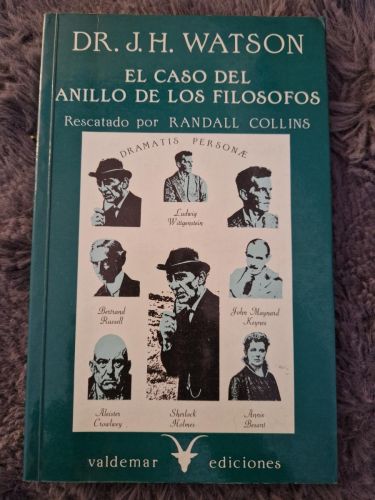 DR. J. H. WATSON
EL CASO DEL
ANILLO DE LOS FILOSOFOS
Rescatado por RANDALL COLLINS
DRAMATIS PERSONÆ
Ludwig
Wittgenstein
Bertrand
Russell
John Maynard
Keynes
Aleister
Crowley
Sherlock
Holmes
Annie
Besant
valdemar ediciones